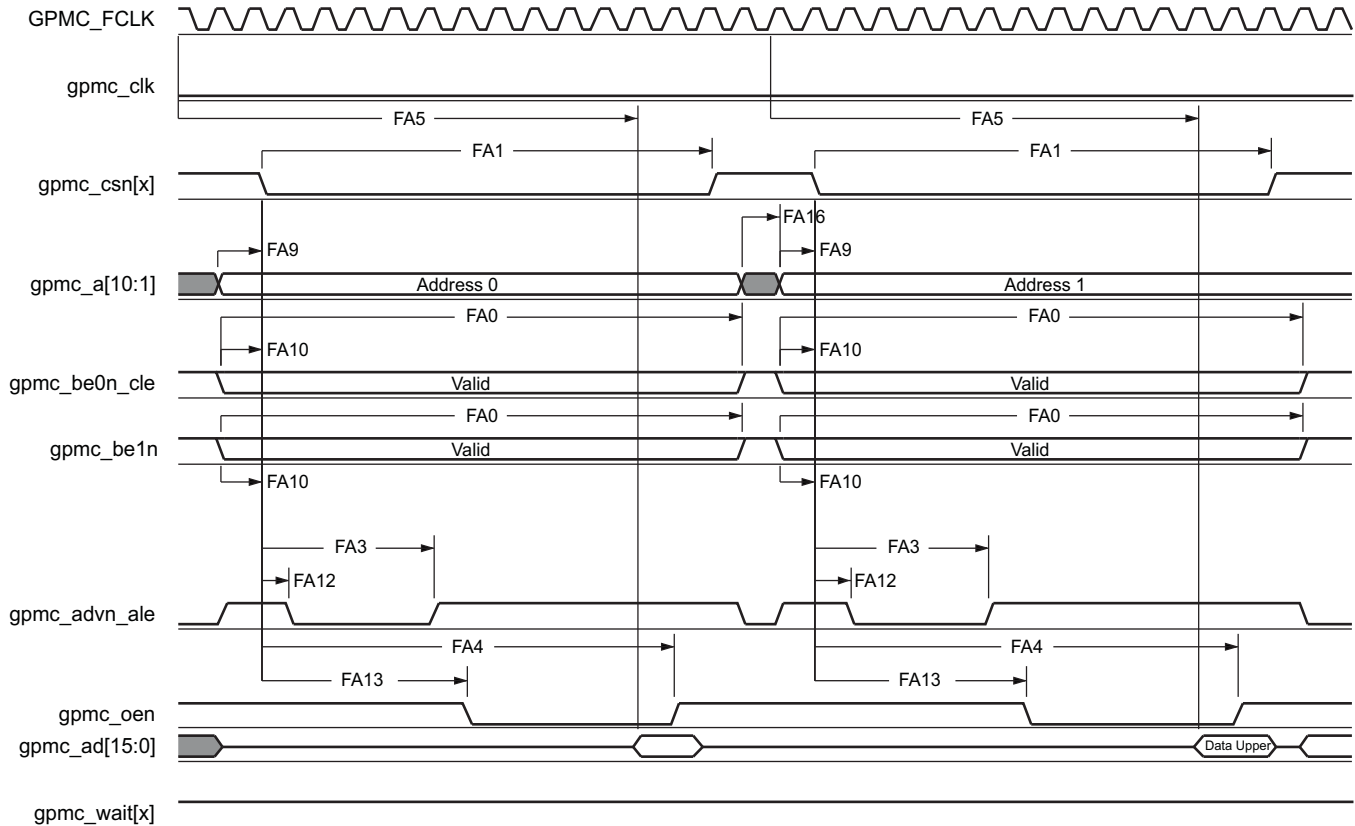 GPMC_FCLK
gpmc_clk
FA5 FA5
FA1 FA1
gpmc_csn[x]
FA16
FA9 FA9
gpmc_a[10:1] Address 0 Address 1
FA0 FA0
FA10 FA10
gpmc_be0n_cle Valid Valid
FA0 FA0
gpmc_be1n Valid Valid
FA10 FA10
FA3 FA3
FA12 FA12
gpmc_advn_ale
FA4 FA4
FA13 FA13
gpmc_oen
gpmc_ad[15:0] Data Upper
gpmc_wait[x]